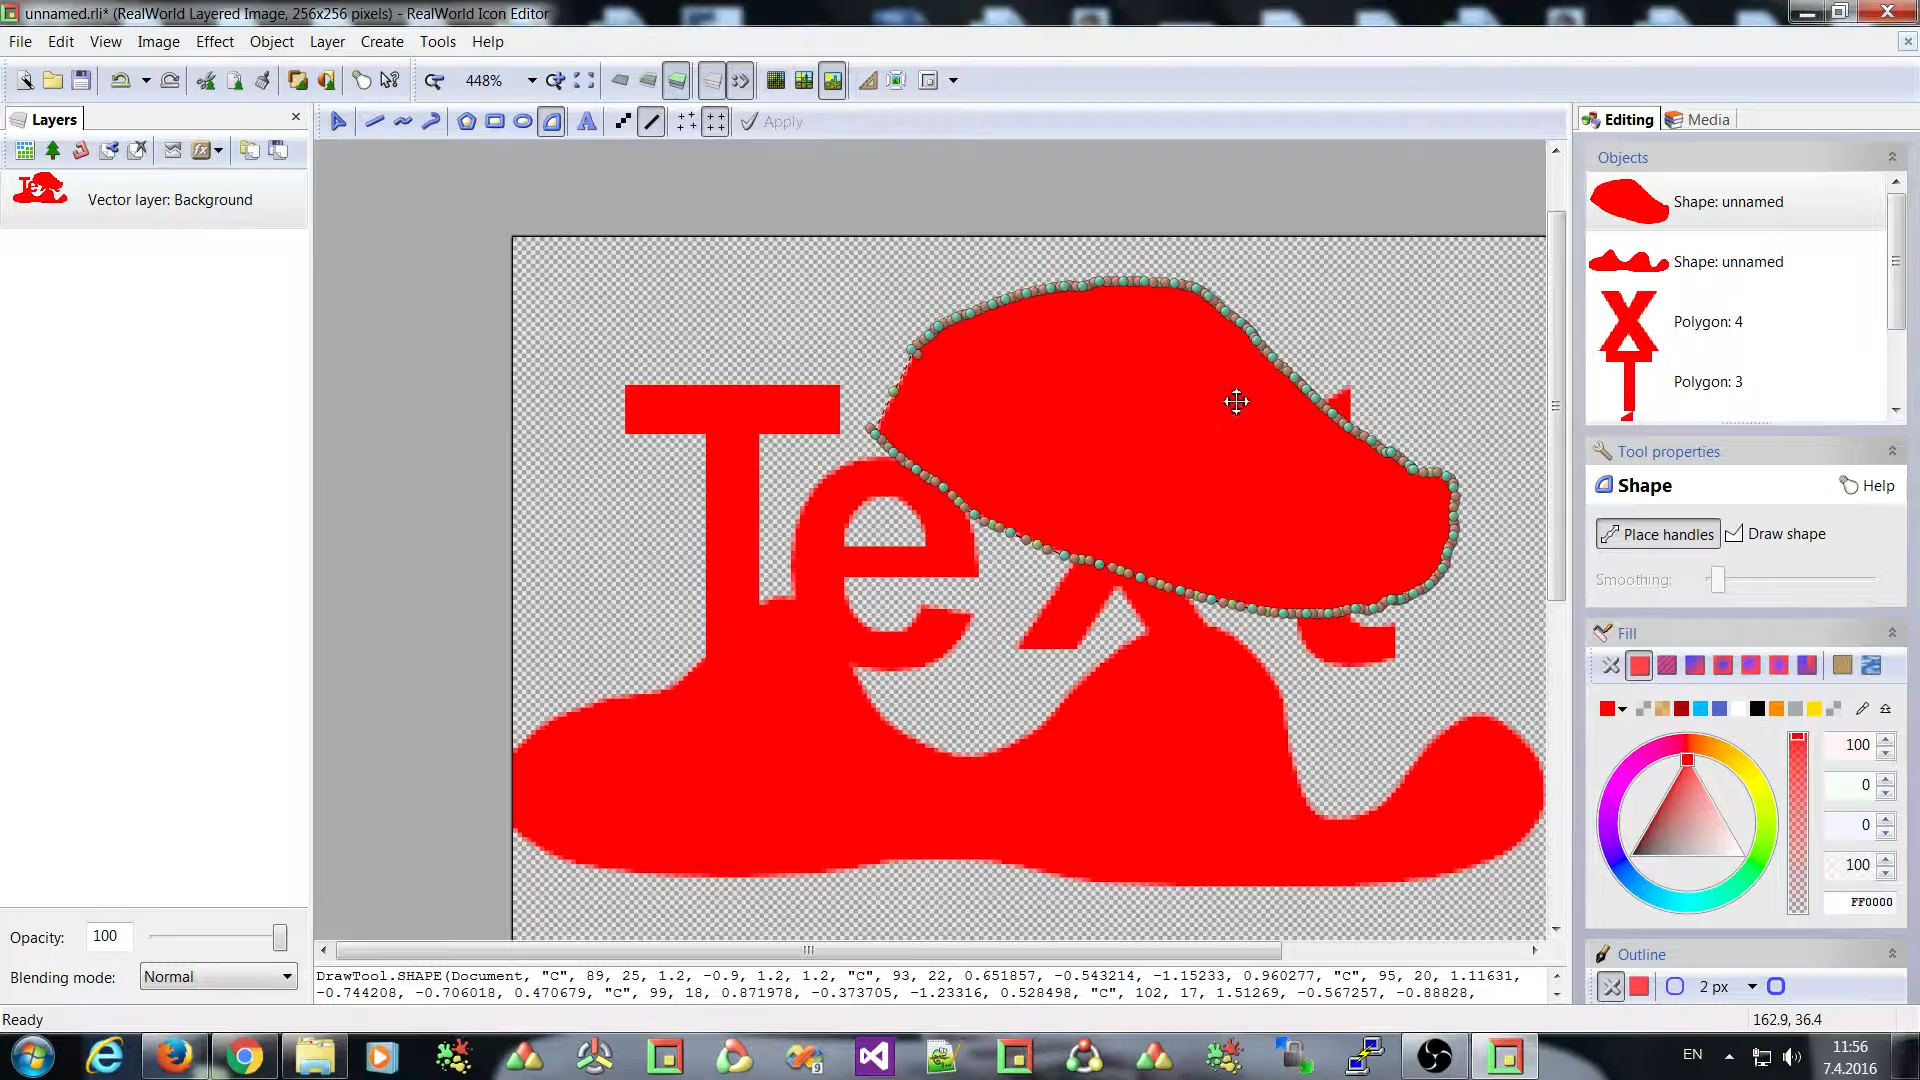 unnamed.rli* (RealWorld Layered Image, 256x256 pixels) - RealWorld Icon Editor
File Edit View Image Effect Object Layer Create Tools Help
448%
Layers
Apply
Editing Media
Vector layer: Background
Objects
Shape: unnamed
Shape: unnamed
Polygon: 4
Polygon: 3
Te
Tool properties
Shape Help
Place handles Draw shape
Smoothing:
Fill
100
0
0
100
FF0000
Outline
2 px
Opacity: 100
Blending mode: Normal
DrawTool.SHAPE(Document, "C", 89, 25, 1.2, -0.9, 1.2, 1.2, "C", 93, 22, 0.651857, -0.543214, -1.15233, 0.960277, "C", 95, 20, 1.11631,
-0.744208, -0.706018, 0.470679, "C", 99, 18, 0.871978, -0.373705, -1.23316, 0.528498, "C", 102, 17, 1.51269, -0.567257, -0.88828,
Ready
162.9, 36.4
EN
11:56
7.4.2016